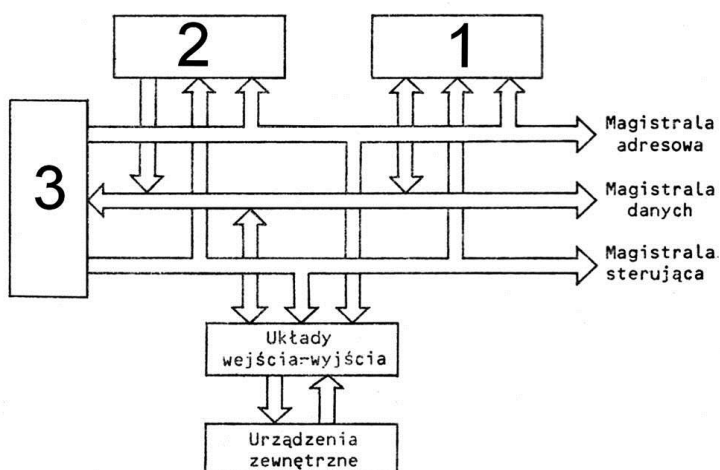 2
1
3
Magistrala
adresowa
Magistrala
danych
Magistrala
sterująca
Układy
wejścia-wyjścia
Urządzenia
zewnętrzne